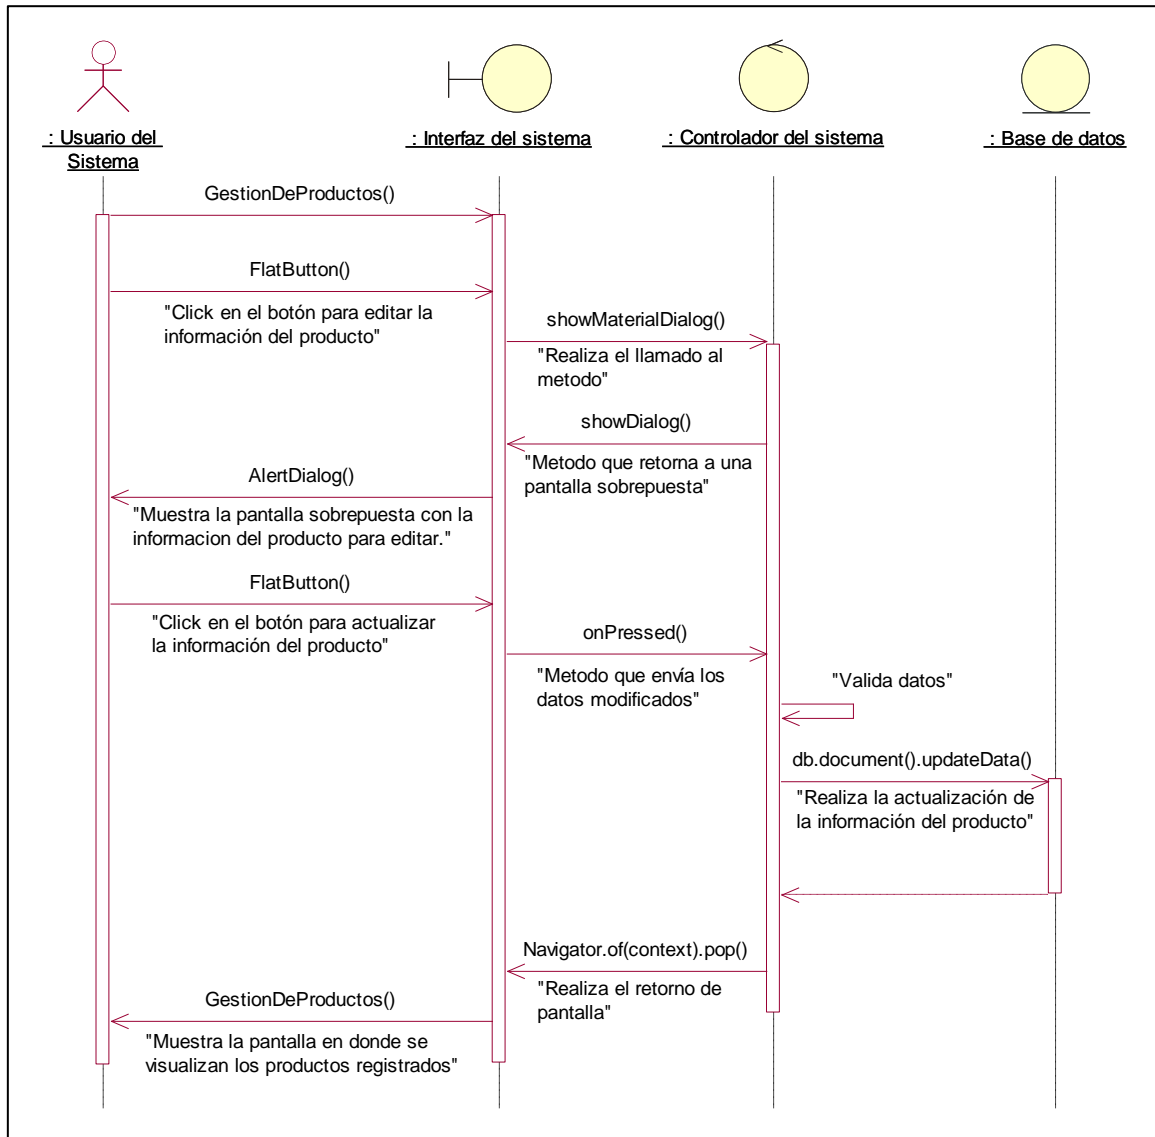 : Usuario del
Sistema
: Interfaz del sistema
: Controlador del sistema
: Base de datos
GestionDeProductos()
FlatButton()
"Click en el botón para editar la
información del producto"
showMaterialDialog()
"Realiza el llamado al
metodo"
showDialog()
"Metodo que retorna a una
pantalla sobrepuesta"
AlertDialog()
"Muestra la pantalla sobrepuesta con la
informacion del producto para editar."
FlatButton()
"Click en el botón para actualizar
la información del producto"
onPressed()
"Metodo que envía los
datos modificados"
"Valida datos"
db.document().updateData()
"Realiza la actualización de
la información del producto"
Navigator.of(context).pop()
"Realiza el retorno de
pantalla"
GestionDeProductos()
"Muestra la pantalla en donde se
visualizan los productos registrados"